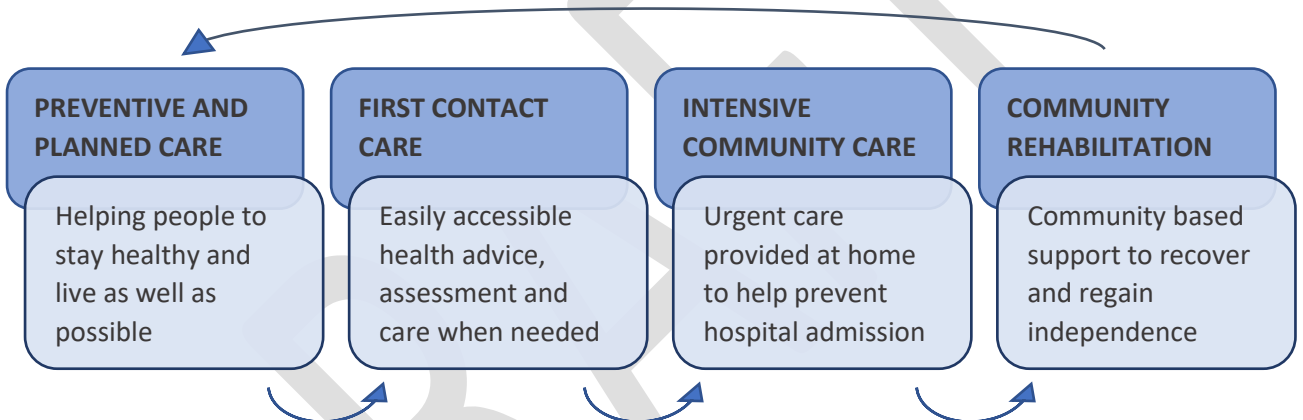 PREVENTIVE AND
PLANNED CARE
Helping people to
stay healthy and
live as well as
possible
FIRST CONTACT
CARE
Easily accessible
health advice,
assessment and
care when needed
INTENSIVE
COMMUNITY CARE
Urgent care
provided at home
to help prevent
hospital admission
COMMUNITY
REHABILITATION
Community based
support to recover
and regain
independence